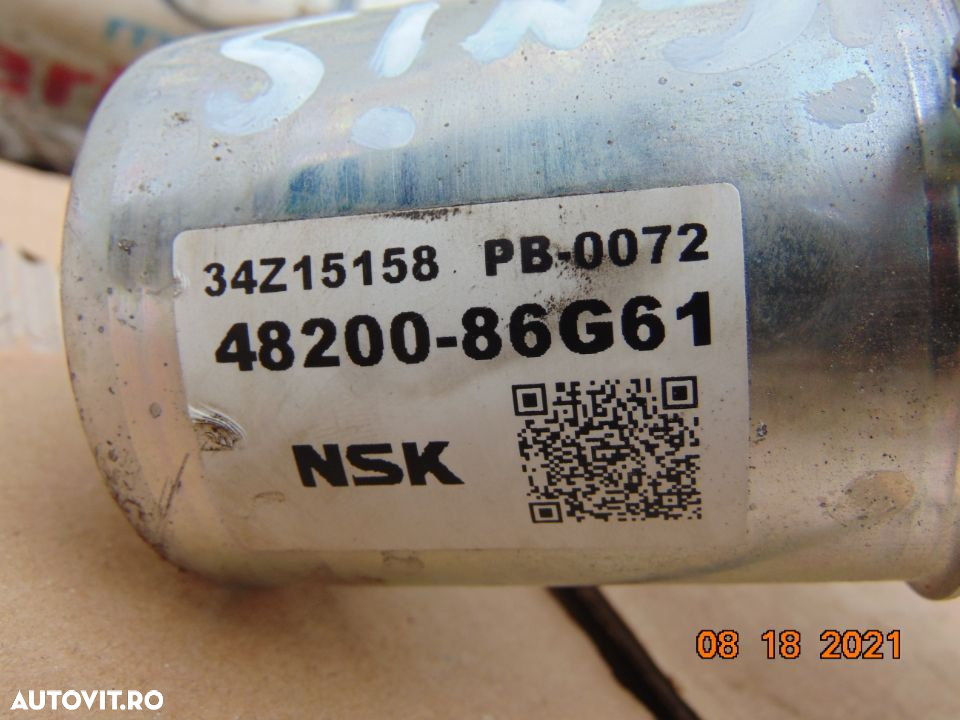 34Z15158 PB-0072
48200-86G61
NSK
08 18 2021
AUTOVIT.RO